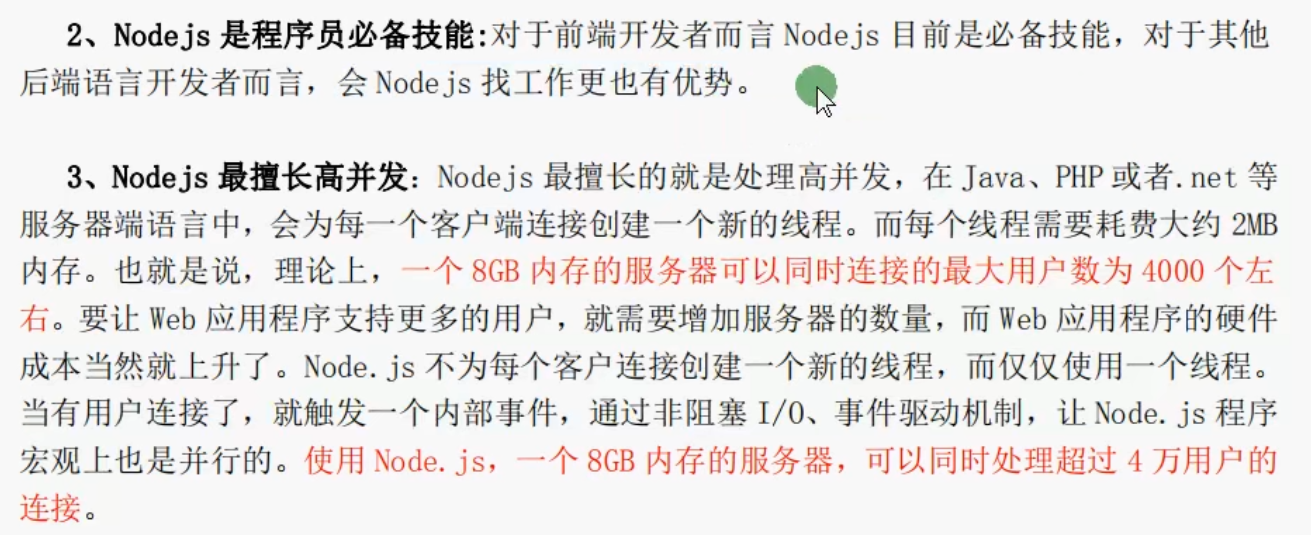 2、Nodejs 是程序员必备技能:对于前端开发者而言 Nodejs 目前是必备技能，对于其他
后端语言开发者而言，会 Nodejs 找工作更也有优势。
3、Nodejs 最擅长高并发：Nodejs 最擅长的就是处理高并发，在 Java、PHP 或者.net 等
服务器端语言中，会为每一个客户端连接创建一个新的线程。而每个线程需要耗费大约 2MB
内存。也就是说，理论上，一个 8GB 内存的服务器可以同时连接的最大用户数为 4000 个左
右。要让 Web 应用程序支持更多的用户，就需要增加服务器的数量，而 Web 应用程序的硬件
成本当然就上升了。Node.js 不为每个客户连接创建一个新的线程，而仅仅使用一个线程。
当有用户连接了，就触发一个内部事件，通过非阻塞 I/O、事件驱动机制，让 Node.js 程序
宏观上也是并行的。使用 Node.js，一个 8GB 内存的服务器，可以同时处理超过 4 万用户的
连接。